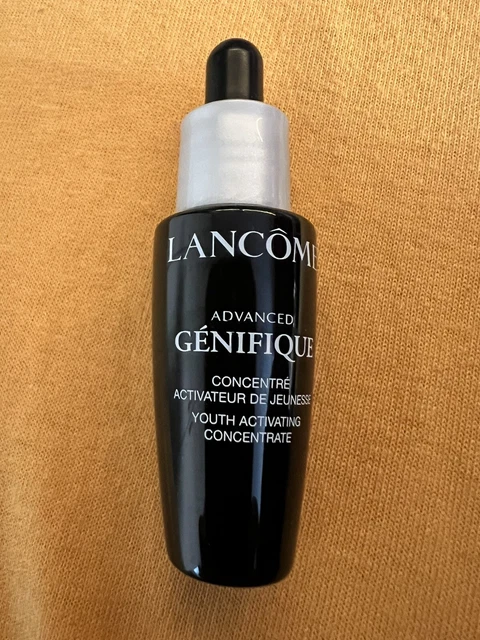 LANCÔME
ADVANCED
GÉNIFIQUE
CONCENTRÉ
ACTIVATEUR DE JEUNESSE
YOUTH ACTIVATING
CONCENTRATE